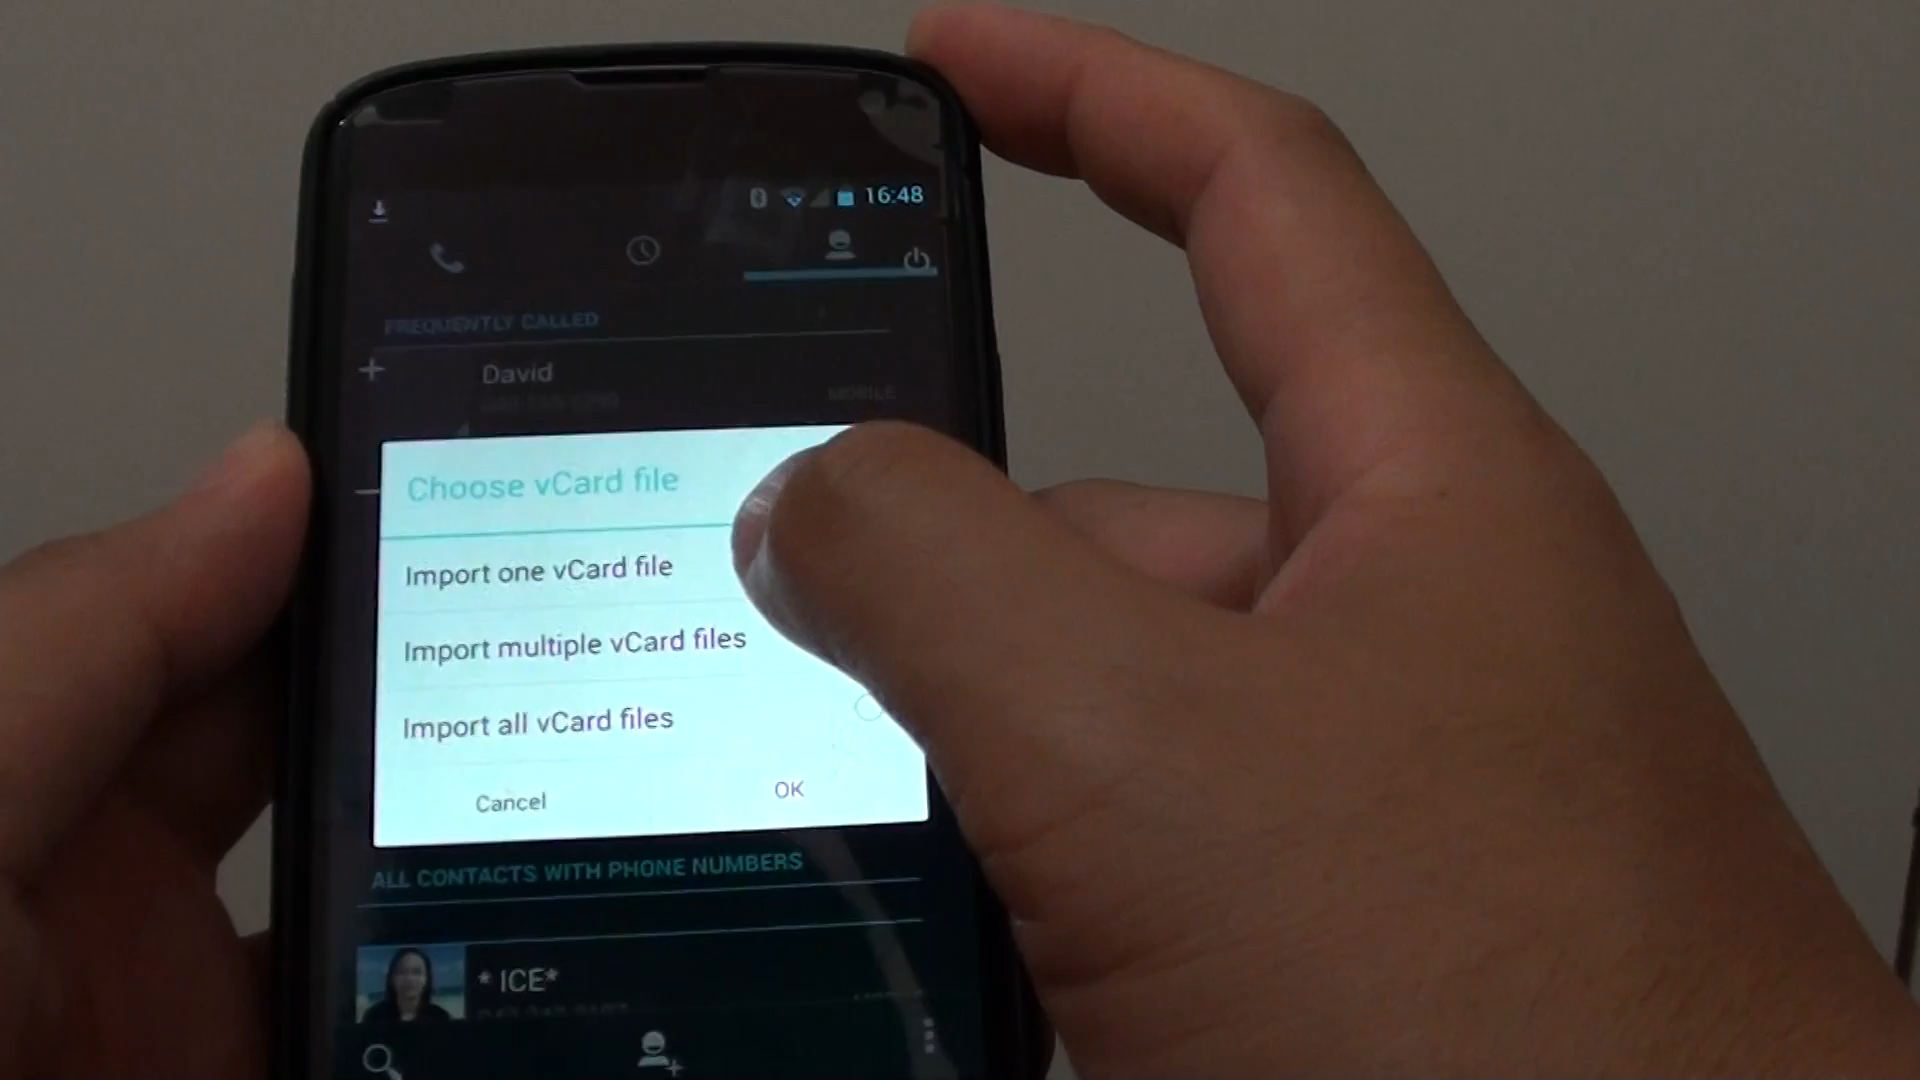 16:48
FREQUENTLY CALLED
David
MOBILE
Choose vCard file
Import one vCard file
Import multiple vCard files
Import all vCard files
Cancel OK
ALL CONTACTS WITH PHONE NUMBERS
* ICE*